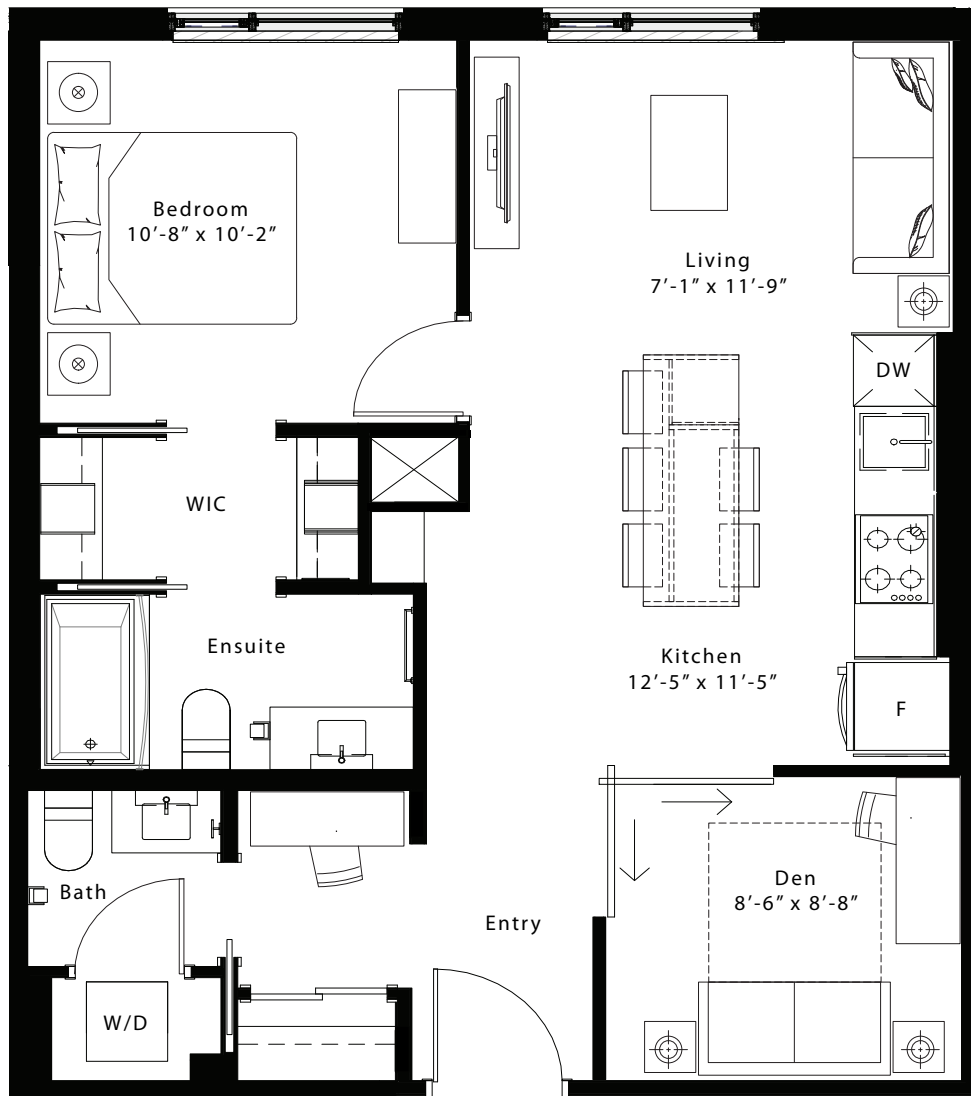 Bedroom
10’-8” x 10’-2”
Living
7’-1” x 11’-9”
DW
WIC
Ensuite
Kitchen
12’-5” x 11’-5”
F
Bath
Den
8’-6” x 8’-8”
Entry
W/D